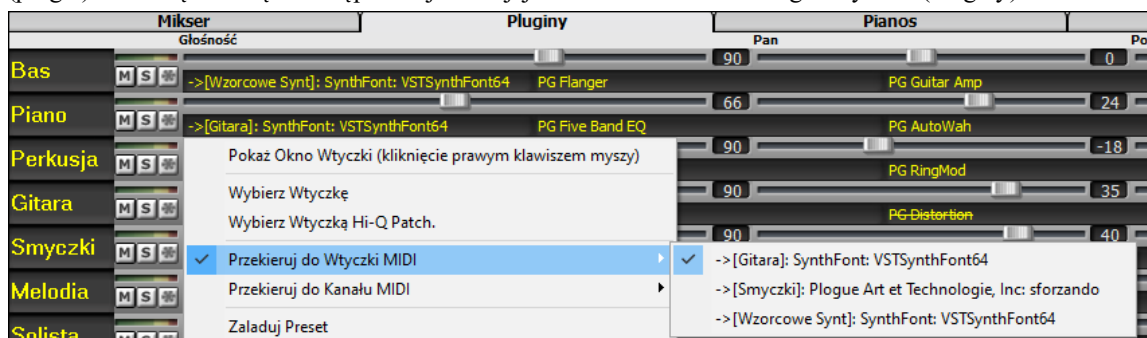 Mikser Pluginy Pianos
Głośność Pan Po
Bas M S 90 0
->[Wzorcowe Synt]: SynthFont: VSTSynthFont64 PG Flanger PG Guitar Amp
Piano M S 66 24
->[Gitara]: SynthFont: VSTSynthFont64 PG Five Band EQ PG AutoWah
Perkusja M S 90 -18
PG RingMod
Gitara M S 90 35
PG Distortion
Smyczki M S 90 40
Melodia M S
Solista
Pokaż Okno Wtyczki (kliknięcie prawym klawiszem myszy)
Wybierz Wtyczkę
Wybierz Wtyczką Hi-Q Patch.
Przekieruj do Wtyczki MIDI
Przekieruj do Kanału MIDI
Zaladuj Preset
->[Gitara]: SynthFont: VSTSynthFont64
->[Smyczki]: Plogue Art et Technologie, Inc: sforzando
->[Wzorcowe Synt]: SynthFont: VSTSynthFont64